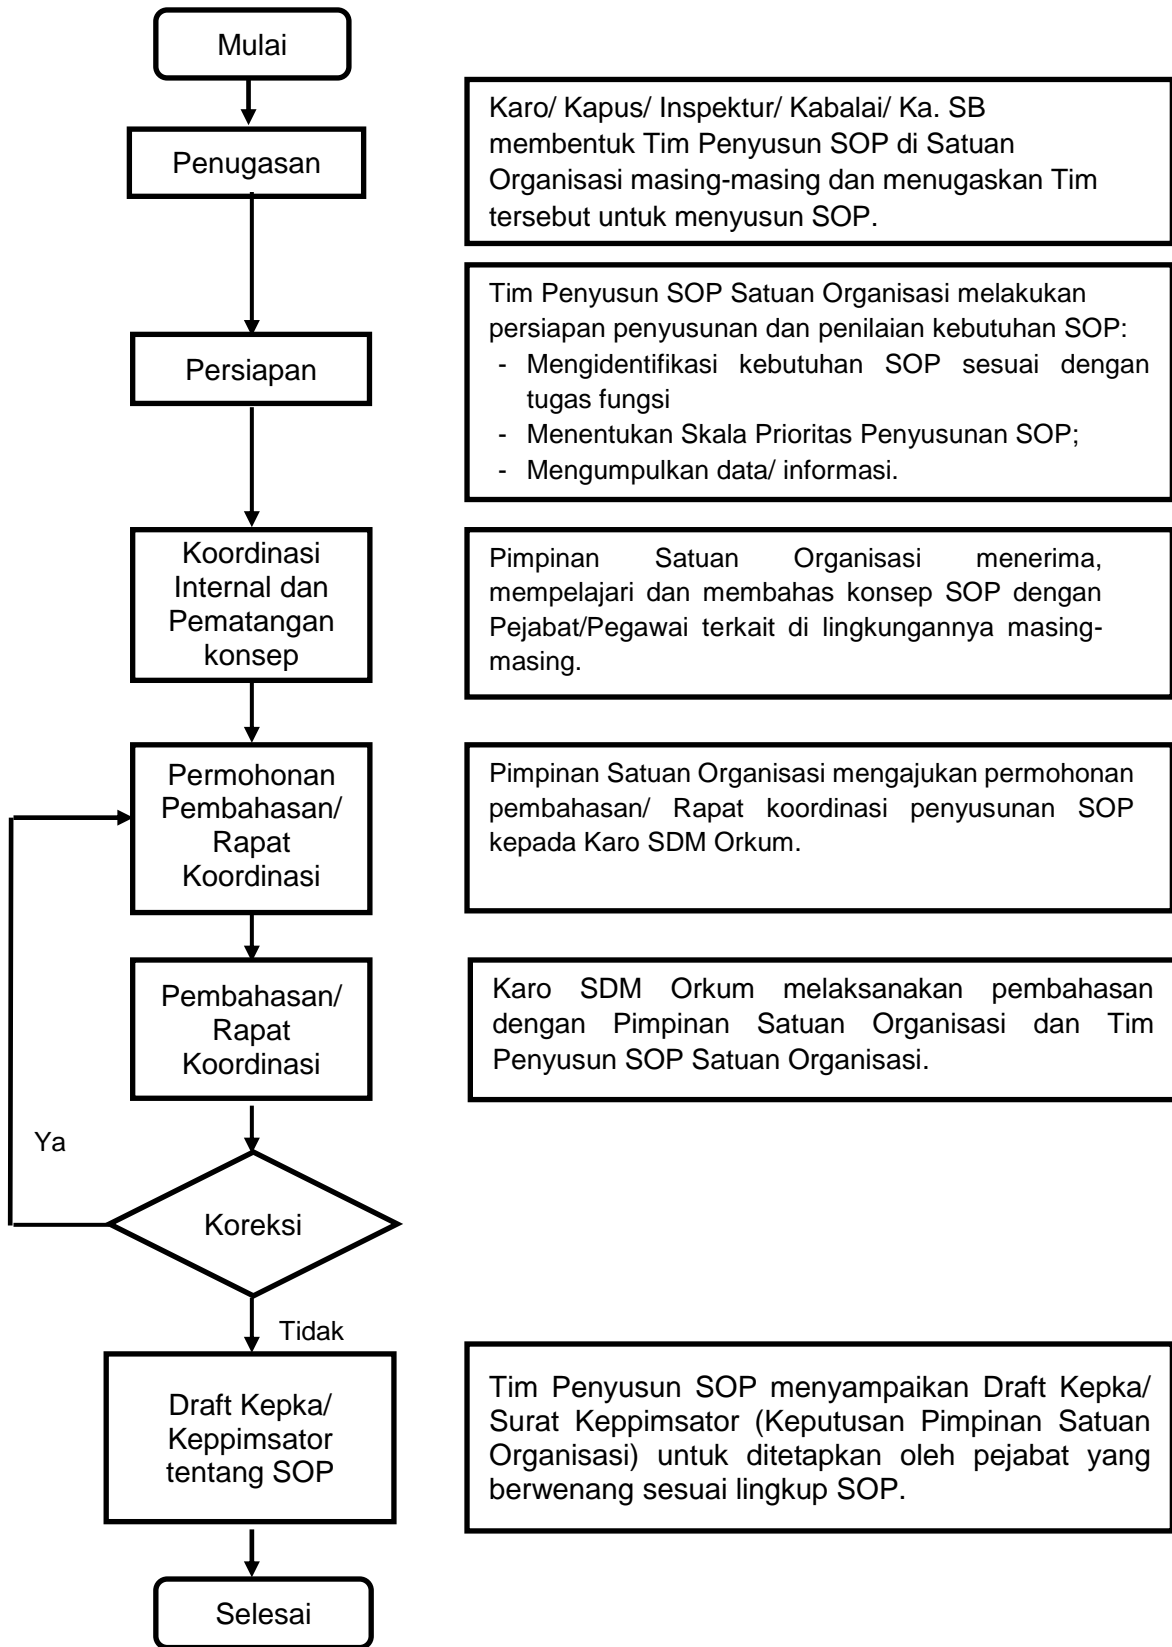 Mulai
Penugasan
Karo/ Kapus/ Inspektur/ Kabalai/ Ka. SB
membentuk Tim Penyusun SOP di Satuan
Organisasi masing-masing dan menugaskan Tim
tersebut untuk menyusun SOP.
Persiapan
Tim Penyusun SOP Satuan Organisasi melakukan
persiapan penyusunan dan penilaian kebutuhan SOP:
- Mengidentifikasi kebutuhan SOP sesuai dengan
tugas fungsi
- Menentukan Skala Prioritas Penyusunan SOP;
- Mengumpulkan data/ informasi.
Koordinasi
Internal dan
Pematangan
konsep
Pimpinan Satuan Organisasi menerima,
mempelajari dan membahas konsep SOP dengan
Pejabat/Pegawai terkait di lingkungannya masing-
masing.
Permohonan
Pembahasan/
Rapat
Koordinasi
Pimpinan Satuan Organisasi mengajukan permohonan
pembahasan/ Rapat koordinasi penyusunan SOP
kepada Karo SDM Orkum.
Pembahasan/
Rapat
Koordinasi
Karo SDM Orkum melaksanakan pembahasan
dengan Pimpinan Satuan Organisasi dan Tim
Penyusun SOP Satuan Organisasi.
Ya
Koreksi
Tidak
Draft Kepka/
Keppimsator
tentang SOP
Tim Penyusun SOP menyampaikan Draft Kepka/
Surat Keppimsator (Keputusan Pimpinan Satuan
Organisasi) untuk ditetapkan oleh pejabat yang
berwenang sesuai lingkup SOP.
Selesai